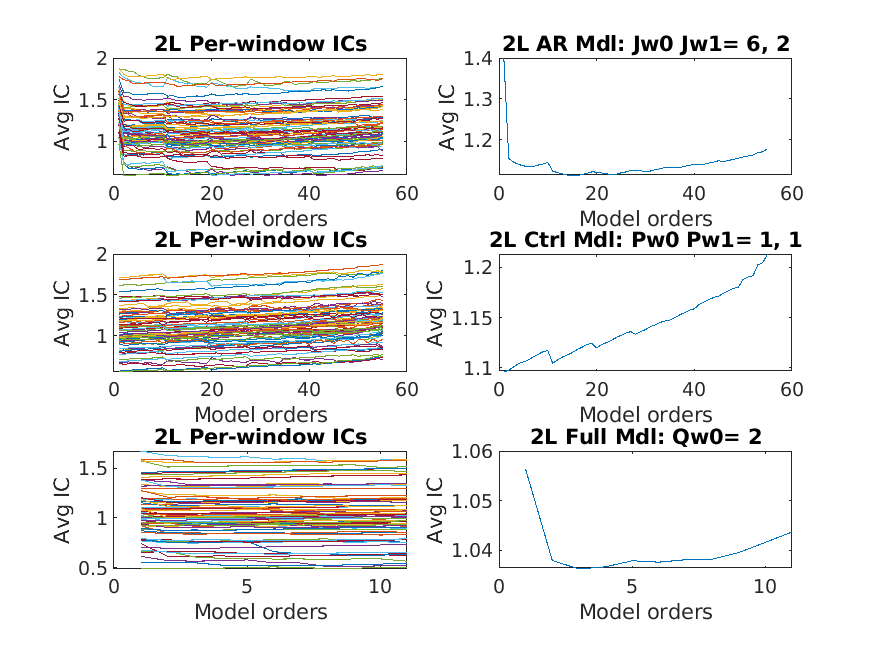 2L Per-window ICs
2L AR Mdl: Jw0 Jw1= 6, 2
2
1.5
1
Avg IC
0
20
40
60
Model orders
1.4
1.3
1.2
Avg IC
0
20
40
60
Model orders
2L Per-window ICs
2L Ctrl Mdl: Pw0 Pw1= 1, 1
2
1.5
1
Avg IC
0
20
40
60
Model orders
1.2
1.15
1.1
Avg IC
0
20
40
60
Model orders
2L Per-window ICs
2L Full Mdl: Qw0= 2
1.5
1
0.5
Avg IC
0
5
10
Model orders
1.06
1.05
1.04
Avg IC
0
5
10
Model orders